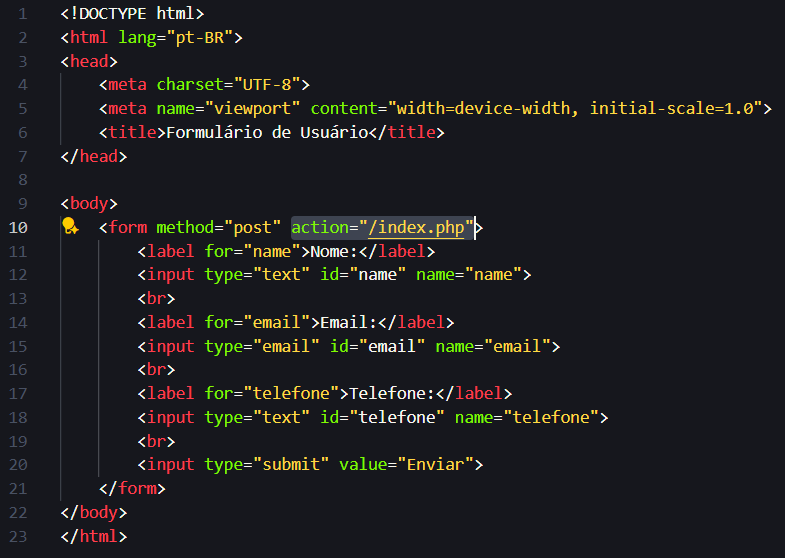 1 <!DOCTYPE html>
2 <html lang="pt-BR">
3 <head>
4 <meta charset="UTF-8">
5 <meta name="viewport" content="width=device-width, initial-scale=1.0">
6 <title>Formulário de Usuário</title>
7 </head>
8
9 <body>
10 <form method="post" action="/index.php">
11 <label for="name">Nome:</label>
12 <input type="text" id="name" name="name">
13 <br>
14 <label for="email">Email:</label>
15 <input type="email" id="email" name="email">
16 <br>
17 <label for="telefone">Telefone:</label>
18 <input type="text" id="telefone" name="telefone">
19 <br>
20 <input type="submit" value="Enviar">
21 </form>
22 </body>
23 </html>